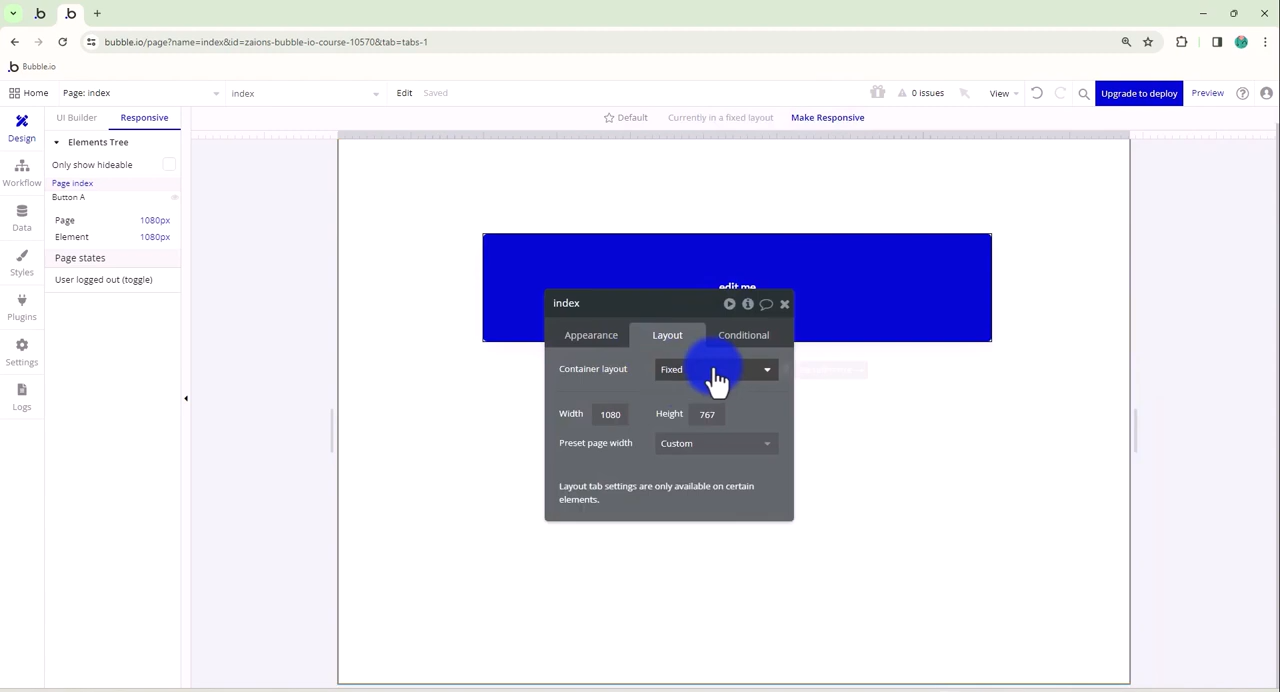 bubble.io/page?name=index&id=zaions-bubble-io-course-10570&tab=tabs-1
Bubble.io
Home
Page: index
index
Edit
Saved
0 issues
View
Upgrade to deploy
Preview
UI Builder
Responsive
Default
Currently in a fixed layout
Make Responsive
Design
Workflow
Data
Styles
Plugins
Settings
Logs
Elements Tree
Only show hideable
Page index
Button A
Page 1080px
Element 1080px
Page states
User logged out (toggle)
edit me
index
Appearance
Layout
Conditional
Container layout Fixed
Width 1080 Height 767
Preset page width Custom
Layout tab settings are only available on certain
elements.